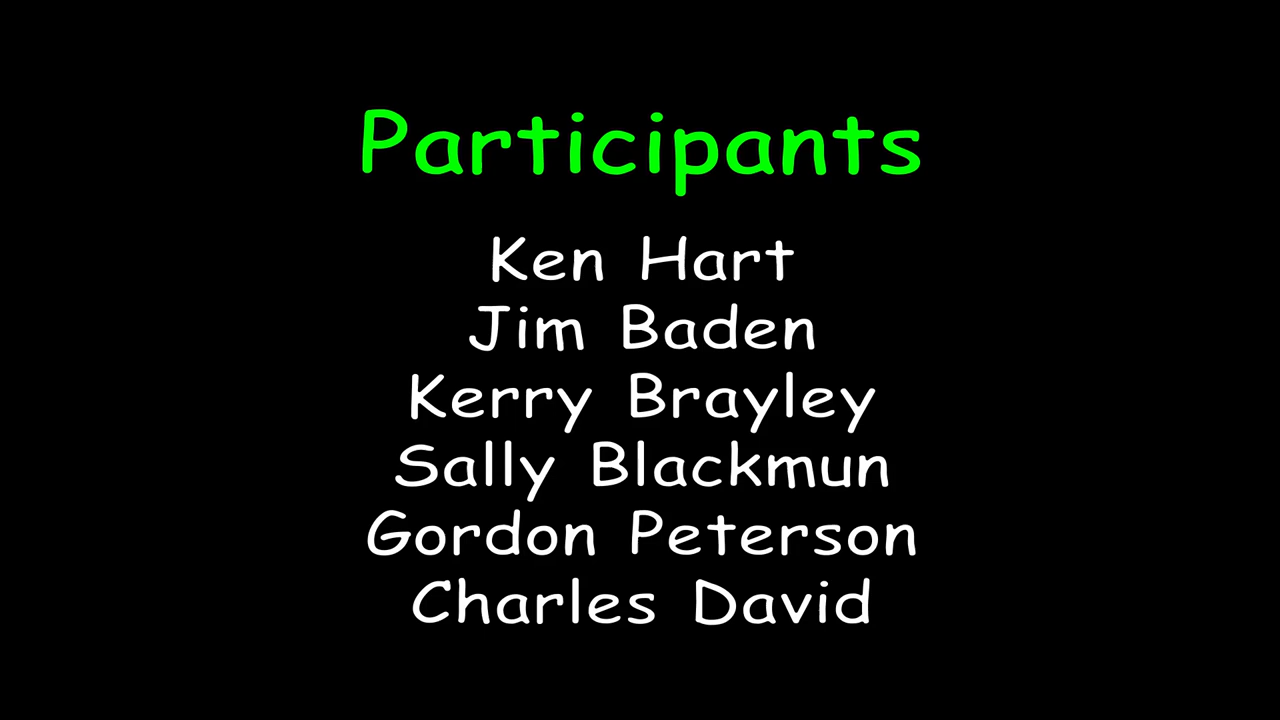 Participants
Ken Hart
Jim Baden
Kerry Brayley
Sally Blackmun
Gordon Peterson
Charles David